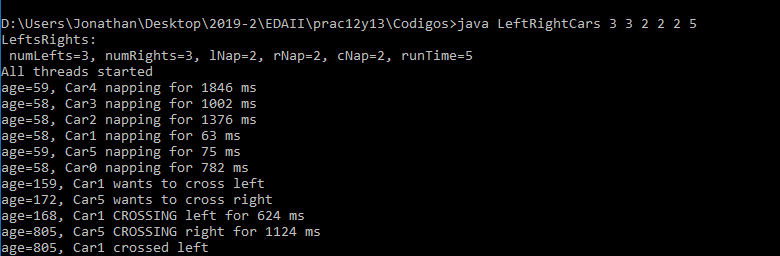 D:\Users\Jonathan\Desktop\2019-2\EDAII\prac12y13\Codigos>java LeftRightCars 3 3 2 2 2 5
LeftsRights:
 numLefts=3, numRights=3, lNap=2, rNap=2, cNap=2, runTime=5
All threads started
age=59, Car4 napping for 1846 ms
age=58, Car3 napping for 1002 ms
age=58, Car2 napping for 1376 ms
age=58, Car1 napping for 63 ms
age=59, Car5 napping for 75 ms
age=58, Car0 napping for 782 ms
age=159, Car1 wants to cross left
age=172, Car5 wants to cross right
age=168, Car1 CROSSING left for 624 ms
age=805, Car5 CROSSING right for 1124 ms
age=805, Car1 crossed left